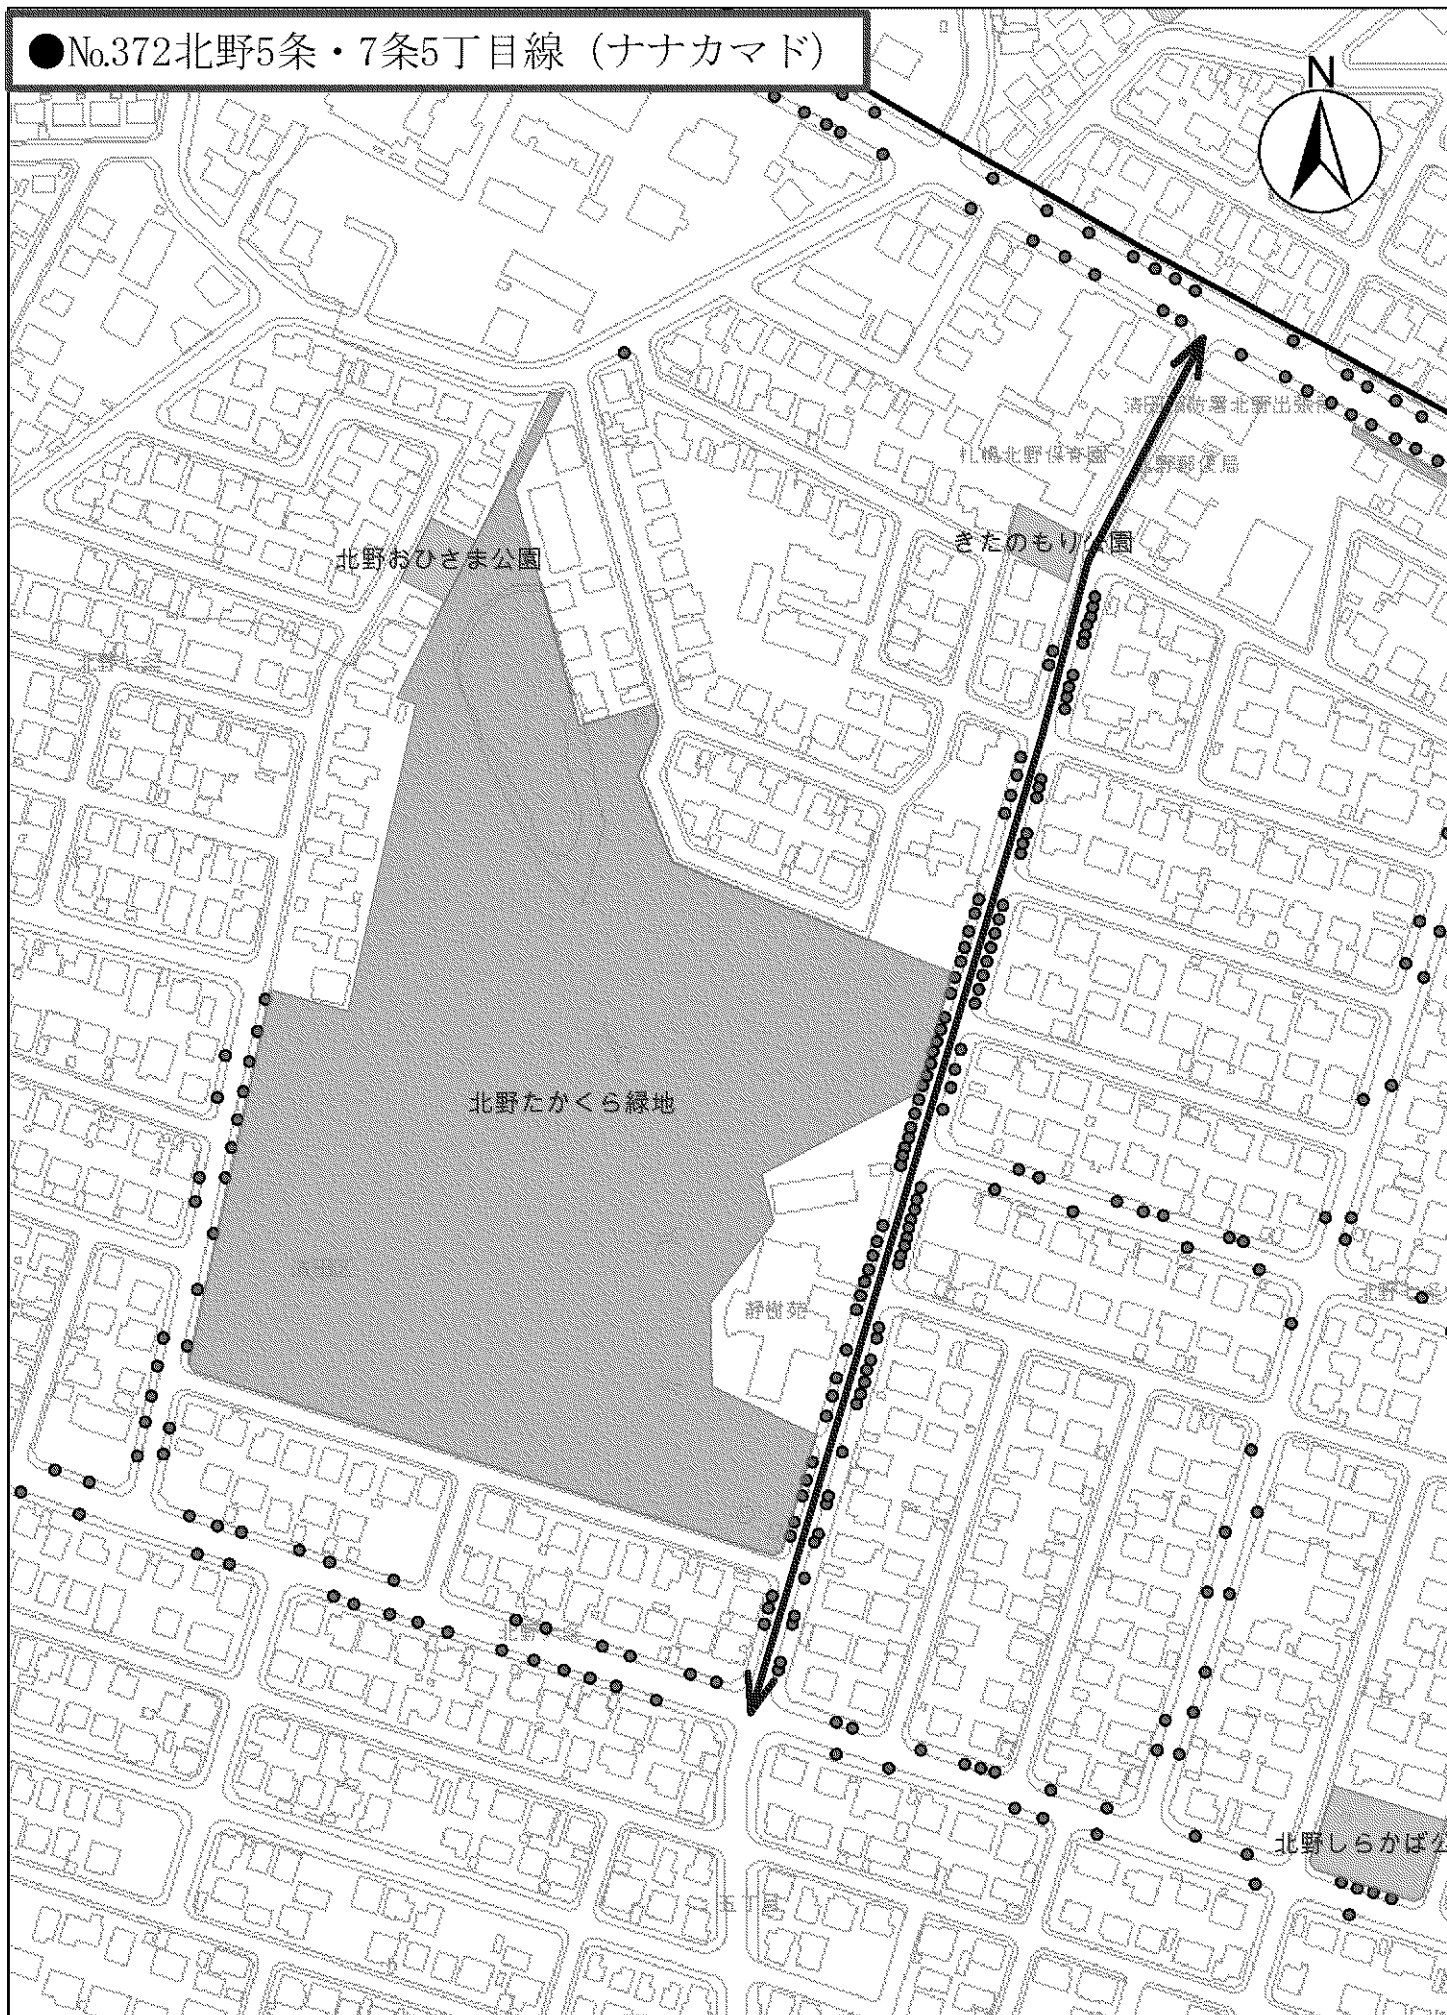 ●No.372北野5条・7条5丁目線（ナナカマド）
N
札幌北野保育園
きたのもり公園
北野おひさま公園
北野たかくら緑地
静樹苑
北野しらかば公